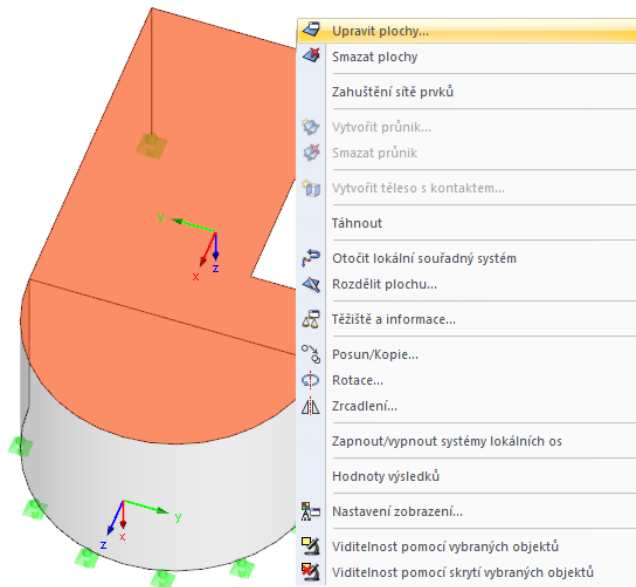 Upravit plochy...
Smazat plochy
Zahuštění sítě prvků
Vytvořit průnik...
Smazat průnik
Vytvořit těleso s kontaktem...
Táhnout
Otočit lokální souřadný systém
Rozdělit plochu...
Těžiště a informace...
Posun/Kopie...
Rotace...
Zrcadlení...
Zapnout/vypnout systémy lokálních os
Hodnoty výsledků
Nastavení zobrazení...
Viditelnost pomocí vybraných objektů
Viditelnost pomocí skrytí vybraných objektů
y
x
z
y
z
x